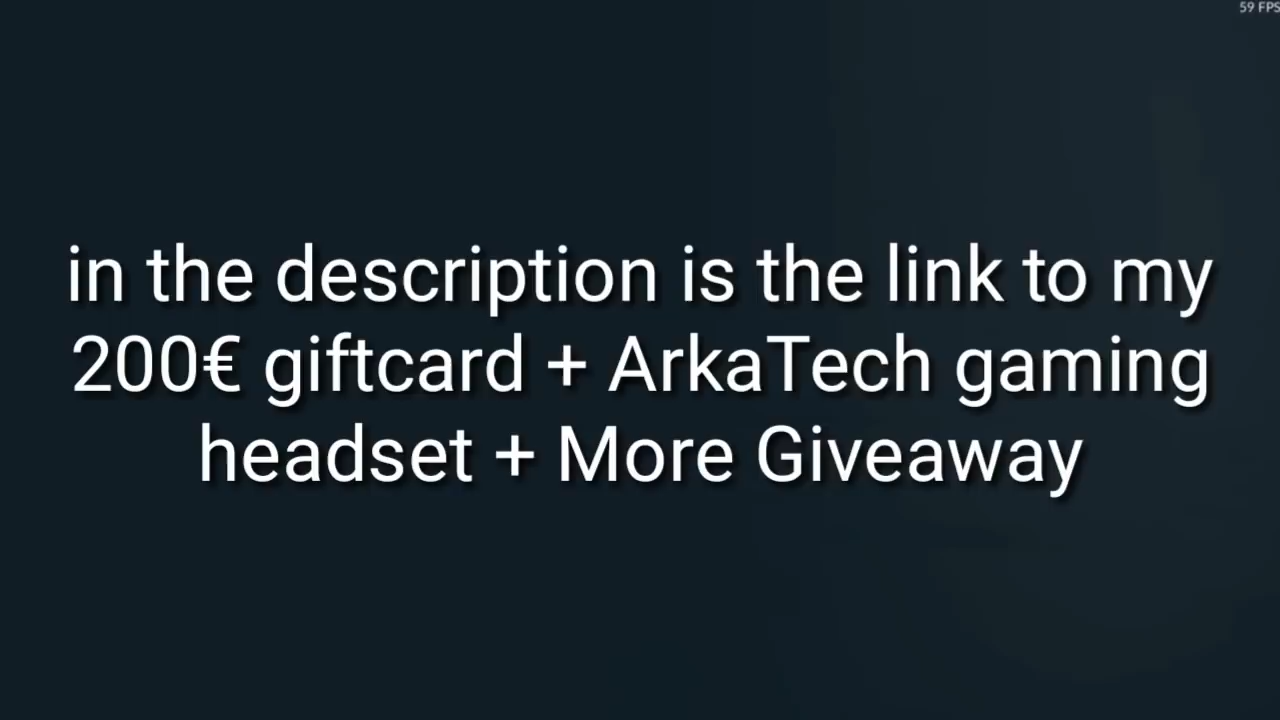 59 FPS
in the description is the link to my
200€ giftcard + ArkaTech gaming
headset + More Giveaway